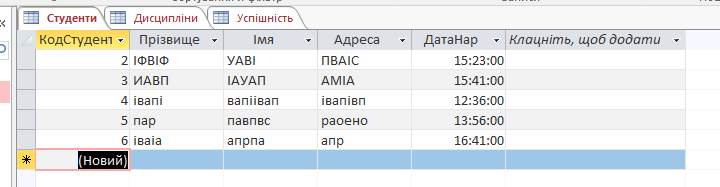 Студенти Дисципліни Успішність
КодСтудент Прізвище Імя Адреса ДатаНар Клацніть, щоб додати
2 ІФВІФ УАВІ ПВАІС 15:23:00
3 ИАВП ІАУАП АМІА 15:41:00
4 івапі вапіівап івапівп 12:36:00
5 пар павпвс раоено 13:56:00
6 іваіа апрпа апр 16:41:00
(Новий)